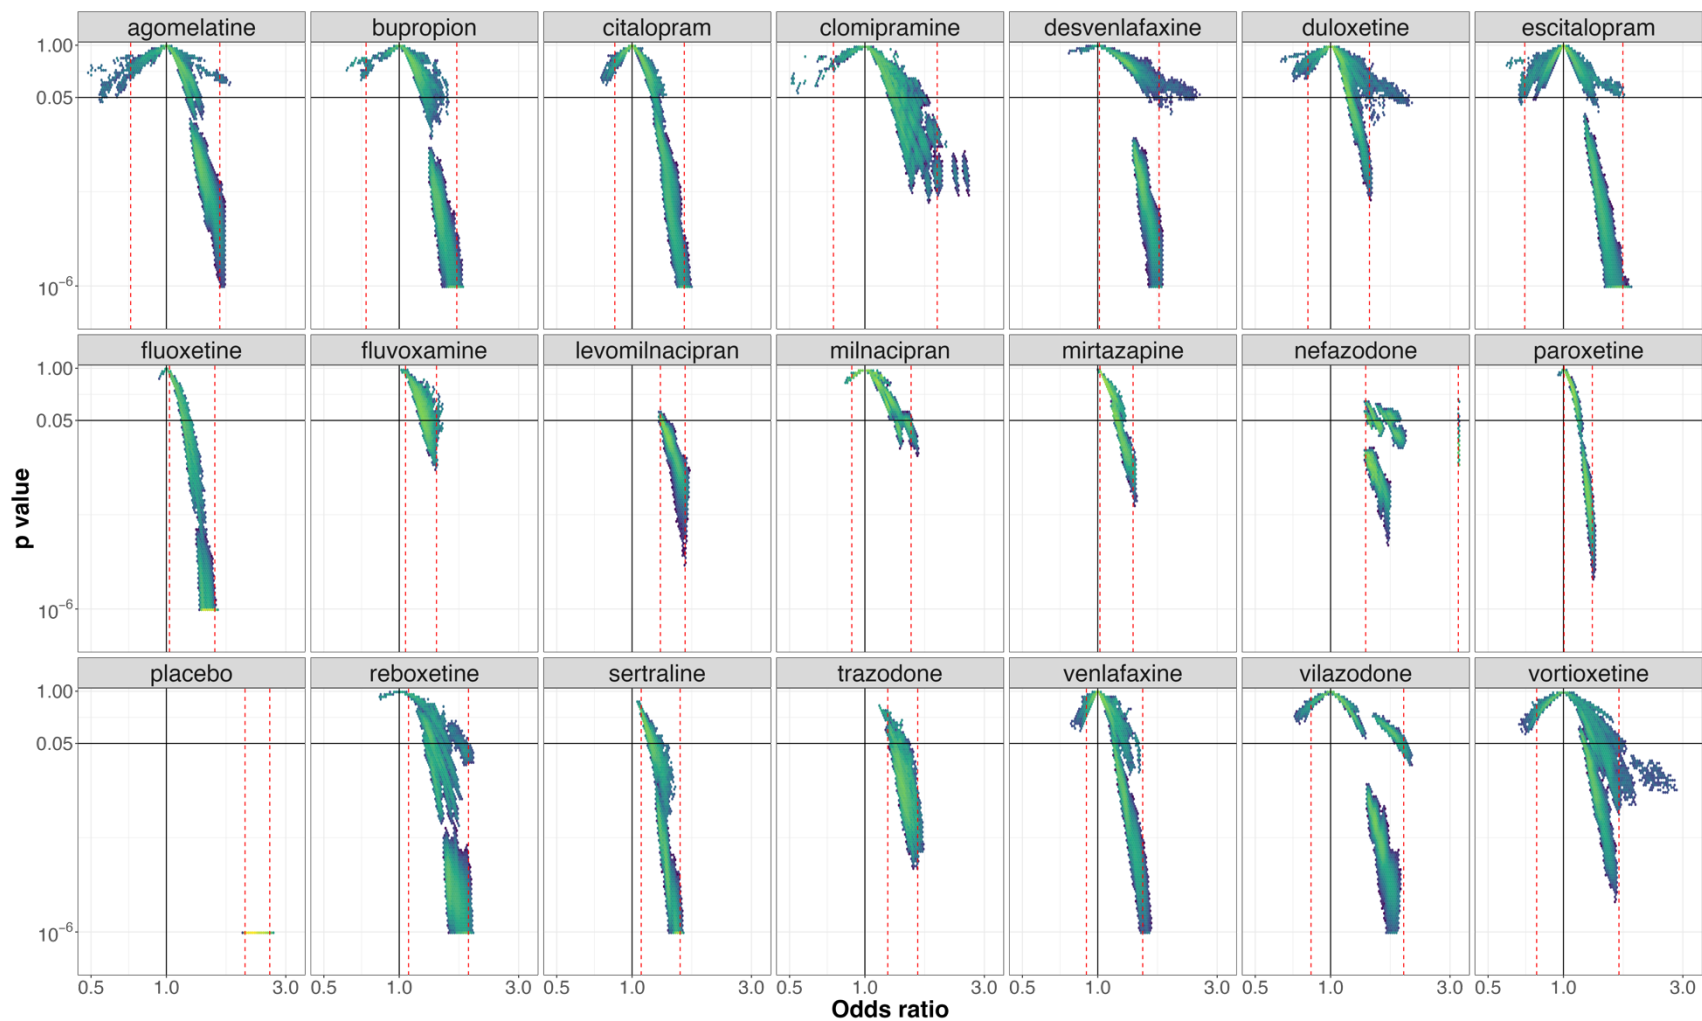 agomelatine bupropion citalopram clomipramine desvenlafaxine duloxetine escitalopram
1.00
0.05
10⁻⁶
fluoxetine fluvoxamine levomilnacipran milnacipran mirtazapine nefazodone paroxetine
1.00
0.05
10⁻⁶
p value
placebo reboxetine sertraline trazodone venlafaxine vilazodone vortioxetine
1.00
0.05
10⁻⁶
0.5 1.0 3.0 0.5 1.0 3.0 0.5 1.0 3.0 0.5 1.0 3.0 0.5 1.0 3.0 0.5 1.0 3.0 0.5 1.0 3.0
Odds ratio